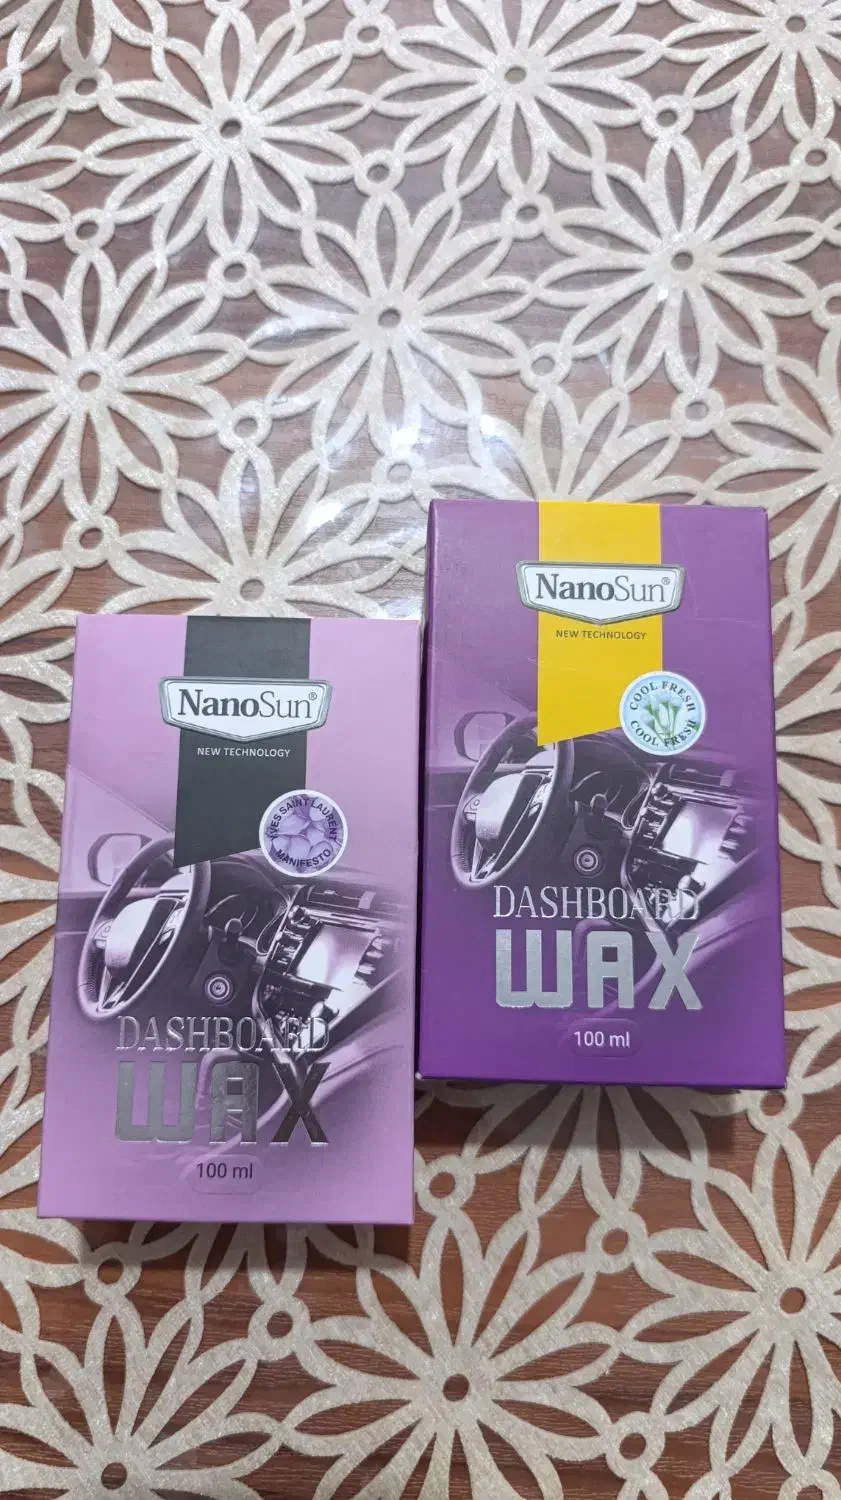 NanoSun®
NEW TECHNOLOGY
YVES SAINT LAURENT
MANIFESTO
DASHBOARD
WAX
100 ml
NanoSun®
NEW TECHNOLOGY
COOL FRESH
COOL FRESH
DASHBOARD
WAX
100 ml